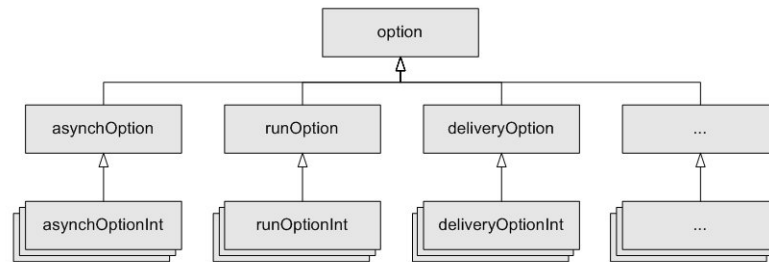 option
asynchOption
runOption
deliveryOption
...
asynchOptionInt
runOptionInt
deliveryOptionInt
...